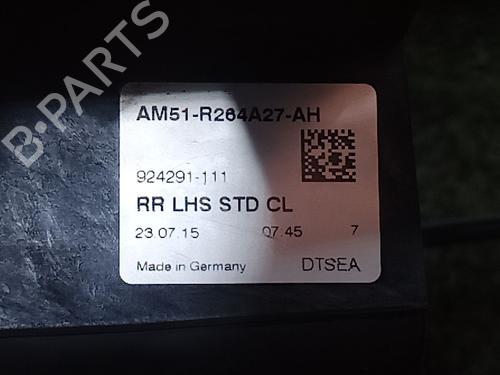 B-PARTS
AM51-R264A27-AH
924291-111
RR LHS STD CL
23.07.15 07.45 7
Made in Germany DTSEA